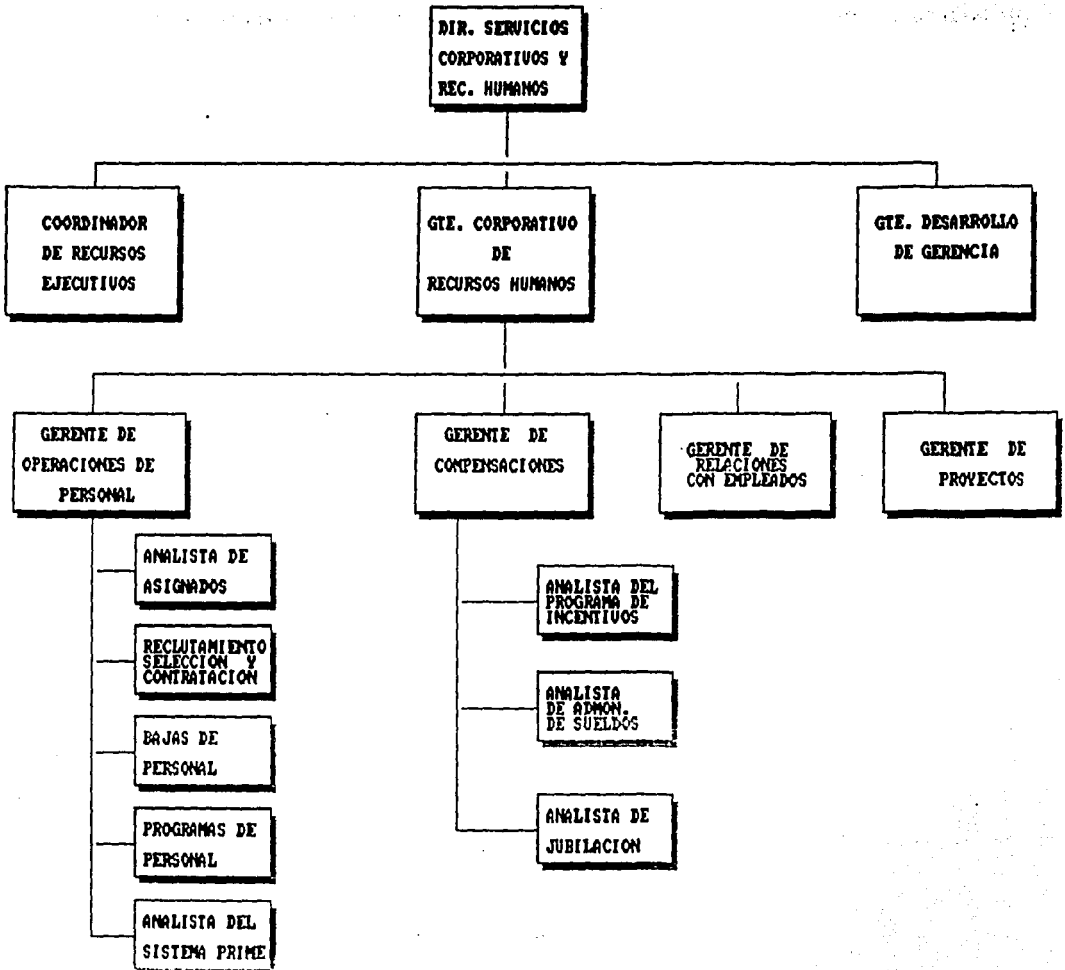 DIR. SERVICIOS
CORPORATIVOS Y
REC. HUMANOS
COORDINADOR
DE RECURSOS
EJECUTIVOS
GTE. CORPORATIVO
DE
RECURSOS HUMANOS
GTE. DESARROLLO
DE GERENCIA
GERENTE DE
OPERACIONES DE
PERSONAL
GERENTE DE
COMPENSACIONES
GERENTE DE
RELACIONES
CON EMPLEADOS
GERENTE DE
PROYECTOS
ANALISTA DE
ASIGNADOS
RECLUTAMIENTO
SELECCION Y
CONTRATACION
BAJAS DE
PERSONAL
PROGRAMAS DE
PERSONAL
ANALISTA DEL
SISTEMA PRIME
ANALISTA DEL
PROGRAMA DE
INCENTIVOS
ANALISTA
DE ADMON.
DE SUELDOS
ANALISTA DE
JUBILACION